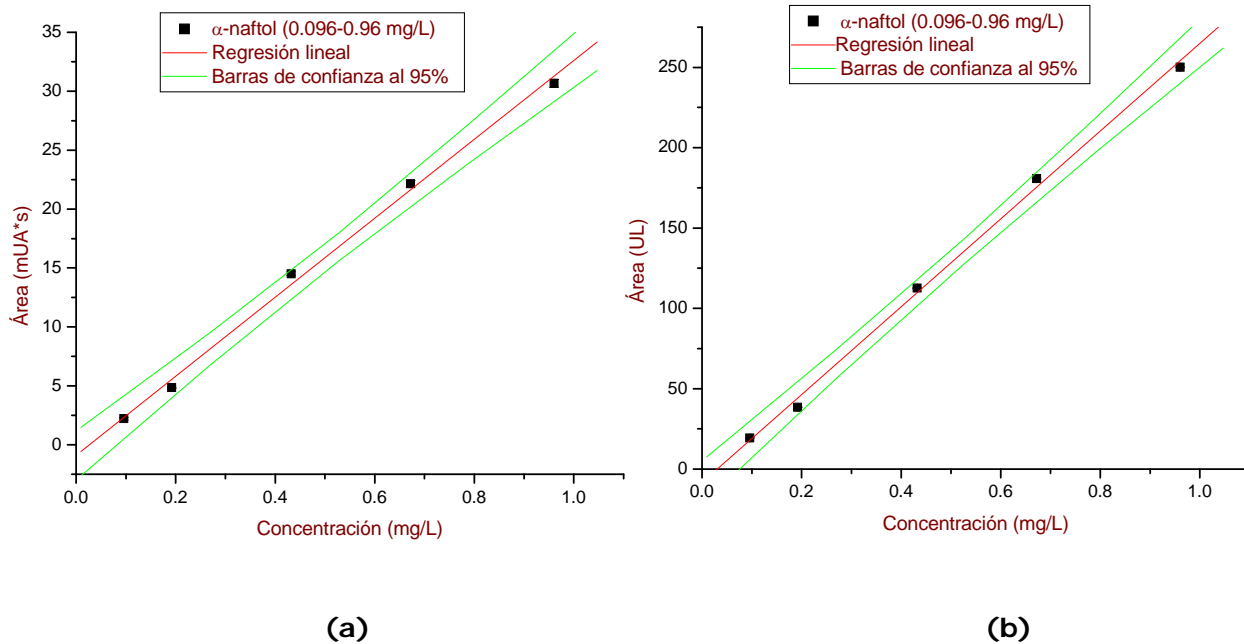 α-naftol (0.096-0.96 mg/L)
Regresión lineal
Barras de confianza al 95%
35
30
25
20
15
10
5
0
Área (mUA*s)
0.0 0.2 0.4 0.6 0.8 1.0
Concentración (mg/L)
(a)
α-naftol (0.096-0.96 mg/L)
Regresión lineal
Barras de confianza al 95%
250
200
150
100
50
0
Área (UL)
0.0 0.2 0.4 0.6 0.8 1.0
Concentración (mg/L)
(b)